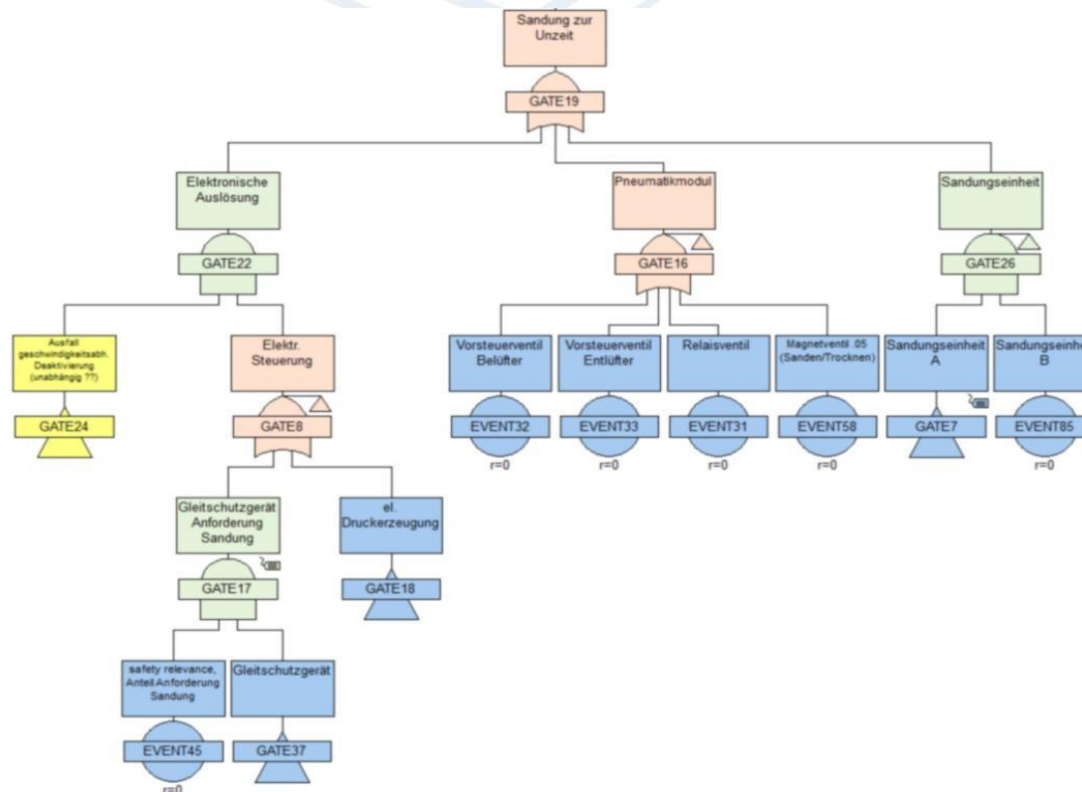 Sandung zur
Unzeit
GATE19
Elektronische
Auslösung
Pneumatikmodul
Sandungseinheit
GATE22
GATE16
GATE26
Ausfall
geschwindigkeitsabh.
Deaktivierung
(unabhängig ??)
Elektr.
Steuerung
Vorsteuerventil
Belüfter
Vorsteuerventil
Entlüfter
Relaisventil
Magnetventil .05
(Sanden/Trocknen)
Sandungseinheit
A
Sandungseinhe
B
GATE24
GATE8
EVENT32
EVENT33
EVENT31
EVENT58
GATE7
EVENT85
r=0
r=0
r=0
r=0
r=0
Gleitschutzgerät
Anforderung
Sandung
el.
Druckerzeugung
GATE17
GATE18
safety relevance,
Anteil Anforderung
Sandung
Gleitschutzgerät
EVENT45
GATE37
r=0